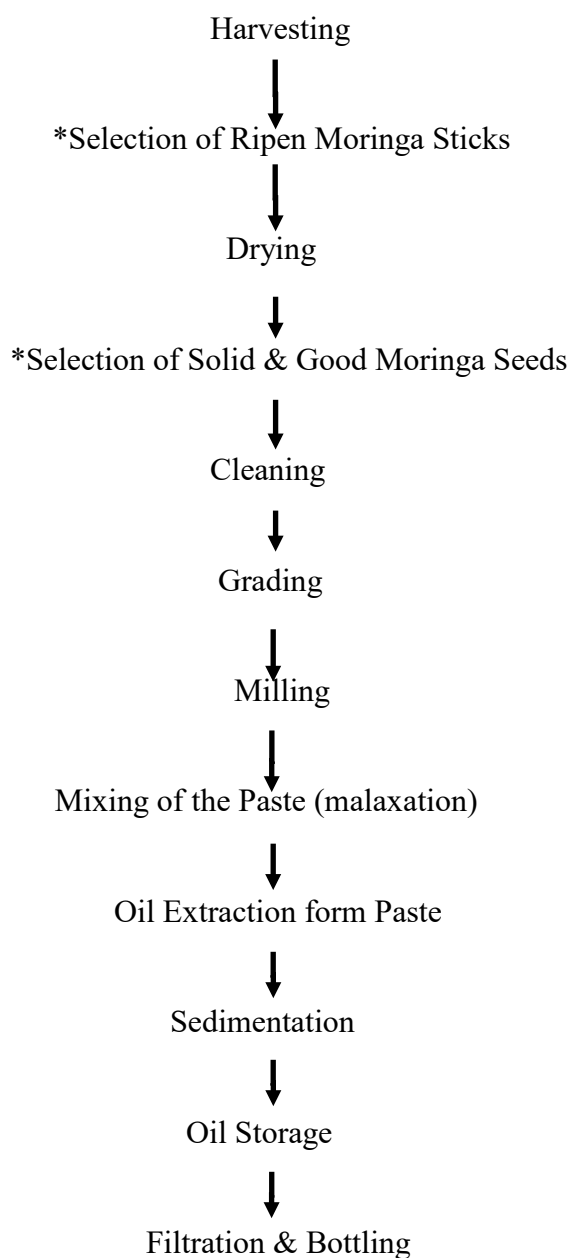 Harvesting
*Selection of Ripen Moringa Sticks
Drying
*Selection of Solid & Good Moringa Seeds
Cleaning
Grading
Milling
Mixing of the Paste (malaxation)
Oil Extraction form Paste
Sedimentation
Oil Storage
Filtration & Bottling